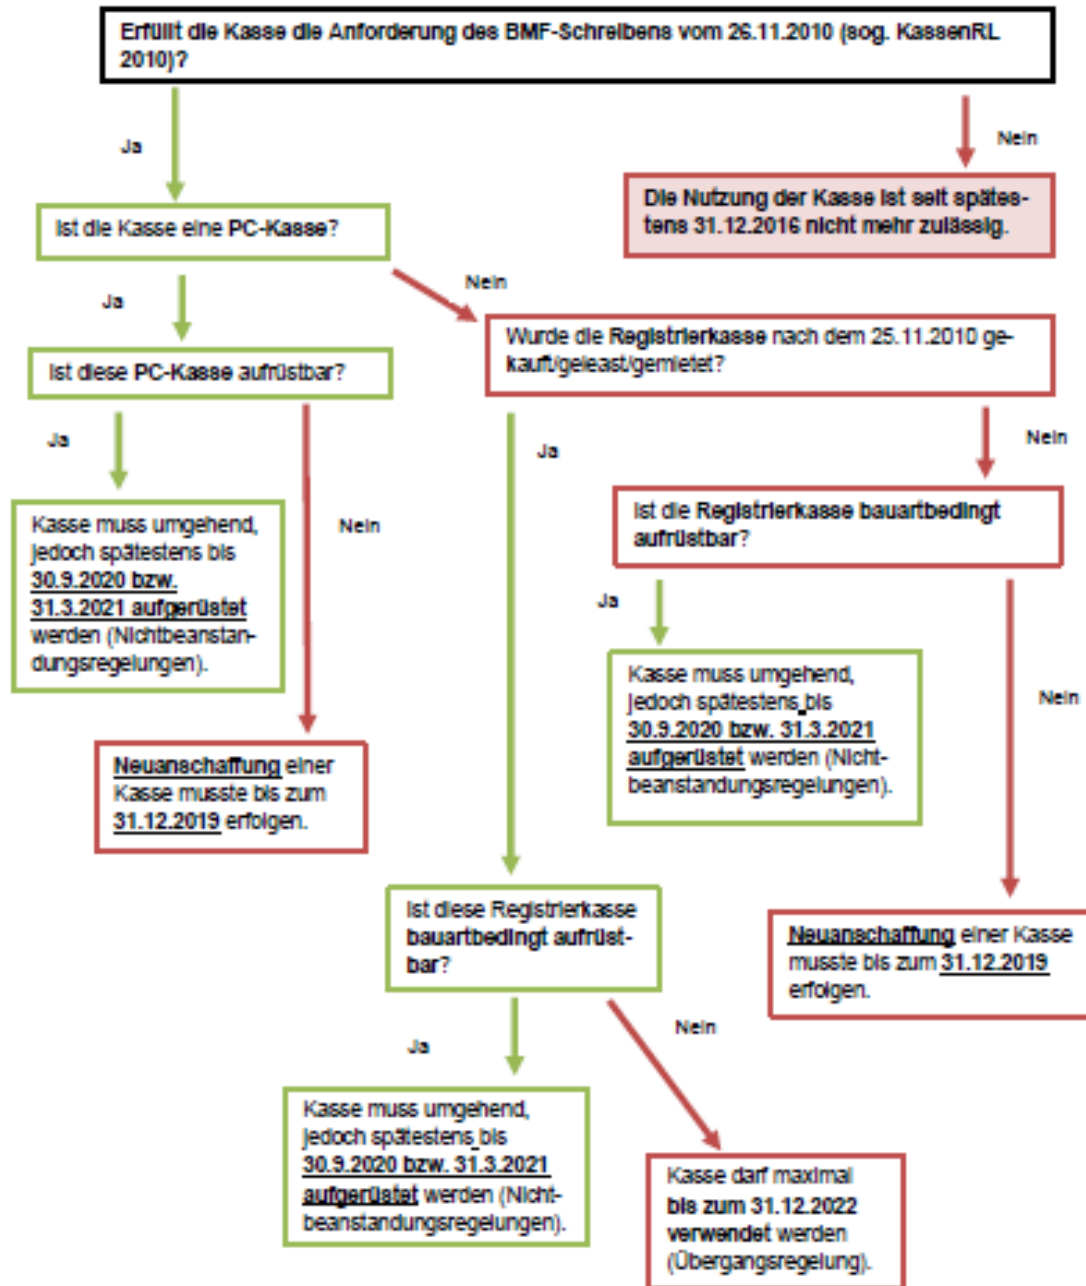 Erfüllt die Kasse die Anforderung des BMF-Schreibens vom 26.11.2010 (sog. KassenRL
2010)?
Ja
Nein
Die Nutzung der Kasse ist seit spätes-
tens 31.12.2016 nicht mehr zulässig.
Ist die Kasse eine PC-Kasse?
Ja
Nein
Wurde die Registrierkasse nach dem 25.11.2010 ge-
kauft/geleast/gemietet?
Ist diese PC-Kasse aufrüstbar?
Ja
Nein
Ja
Nein
Kasse muss umgehend,
jedoch spätestens bis
30.9.2020 bzw.
31.3.2021 aufgerüstet
werden (Nichtbeanstan-
dungsregelungen).
Ist die Registrierkasse bauartbedingt
aufrüstbar?
Ja
Nein
Kasse muss umgehend,
jedoch spätestens bis
30.9.2020 bzw. 31.3.2021
aufgerüstet werden (Nicht-
beanstandungsregelungen).
Neuanschaffung einer
Kasse musste bis zum
31.12.2019 erfolgen.
Ist diese Registrierkasse
bauartbedingt aufrüst-
bar?
Neuanschaffung einer Kasse
musste bis zum 31.12.2019
erfolgen.
Ja
Nein
Kasse muss umgehend,
jedoch spätestens bis
30.9.2020 bzw. 31.3.2021
aufgerüstet werden (Nicht-
beanstandungsregelungen).
Kasse darf maximal
bis zum 31.12.2022
verwendet werden
(Übergangsregelung).